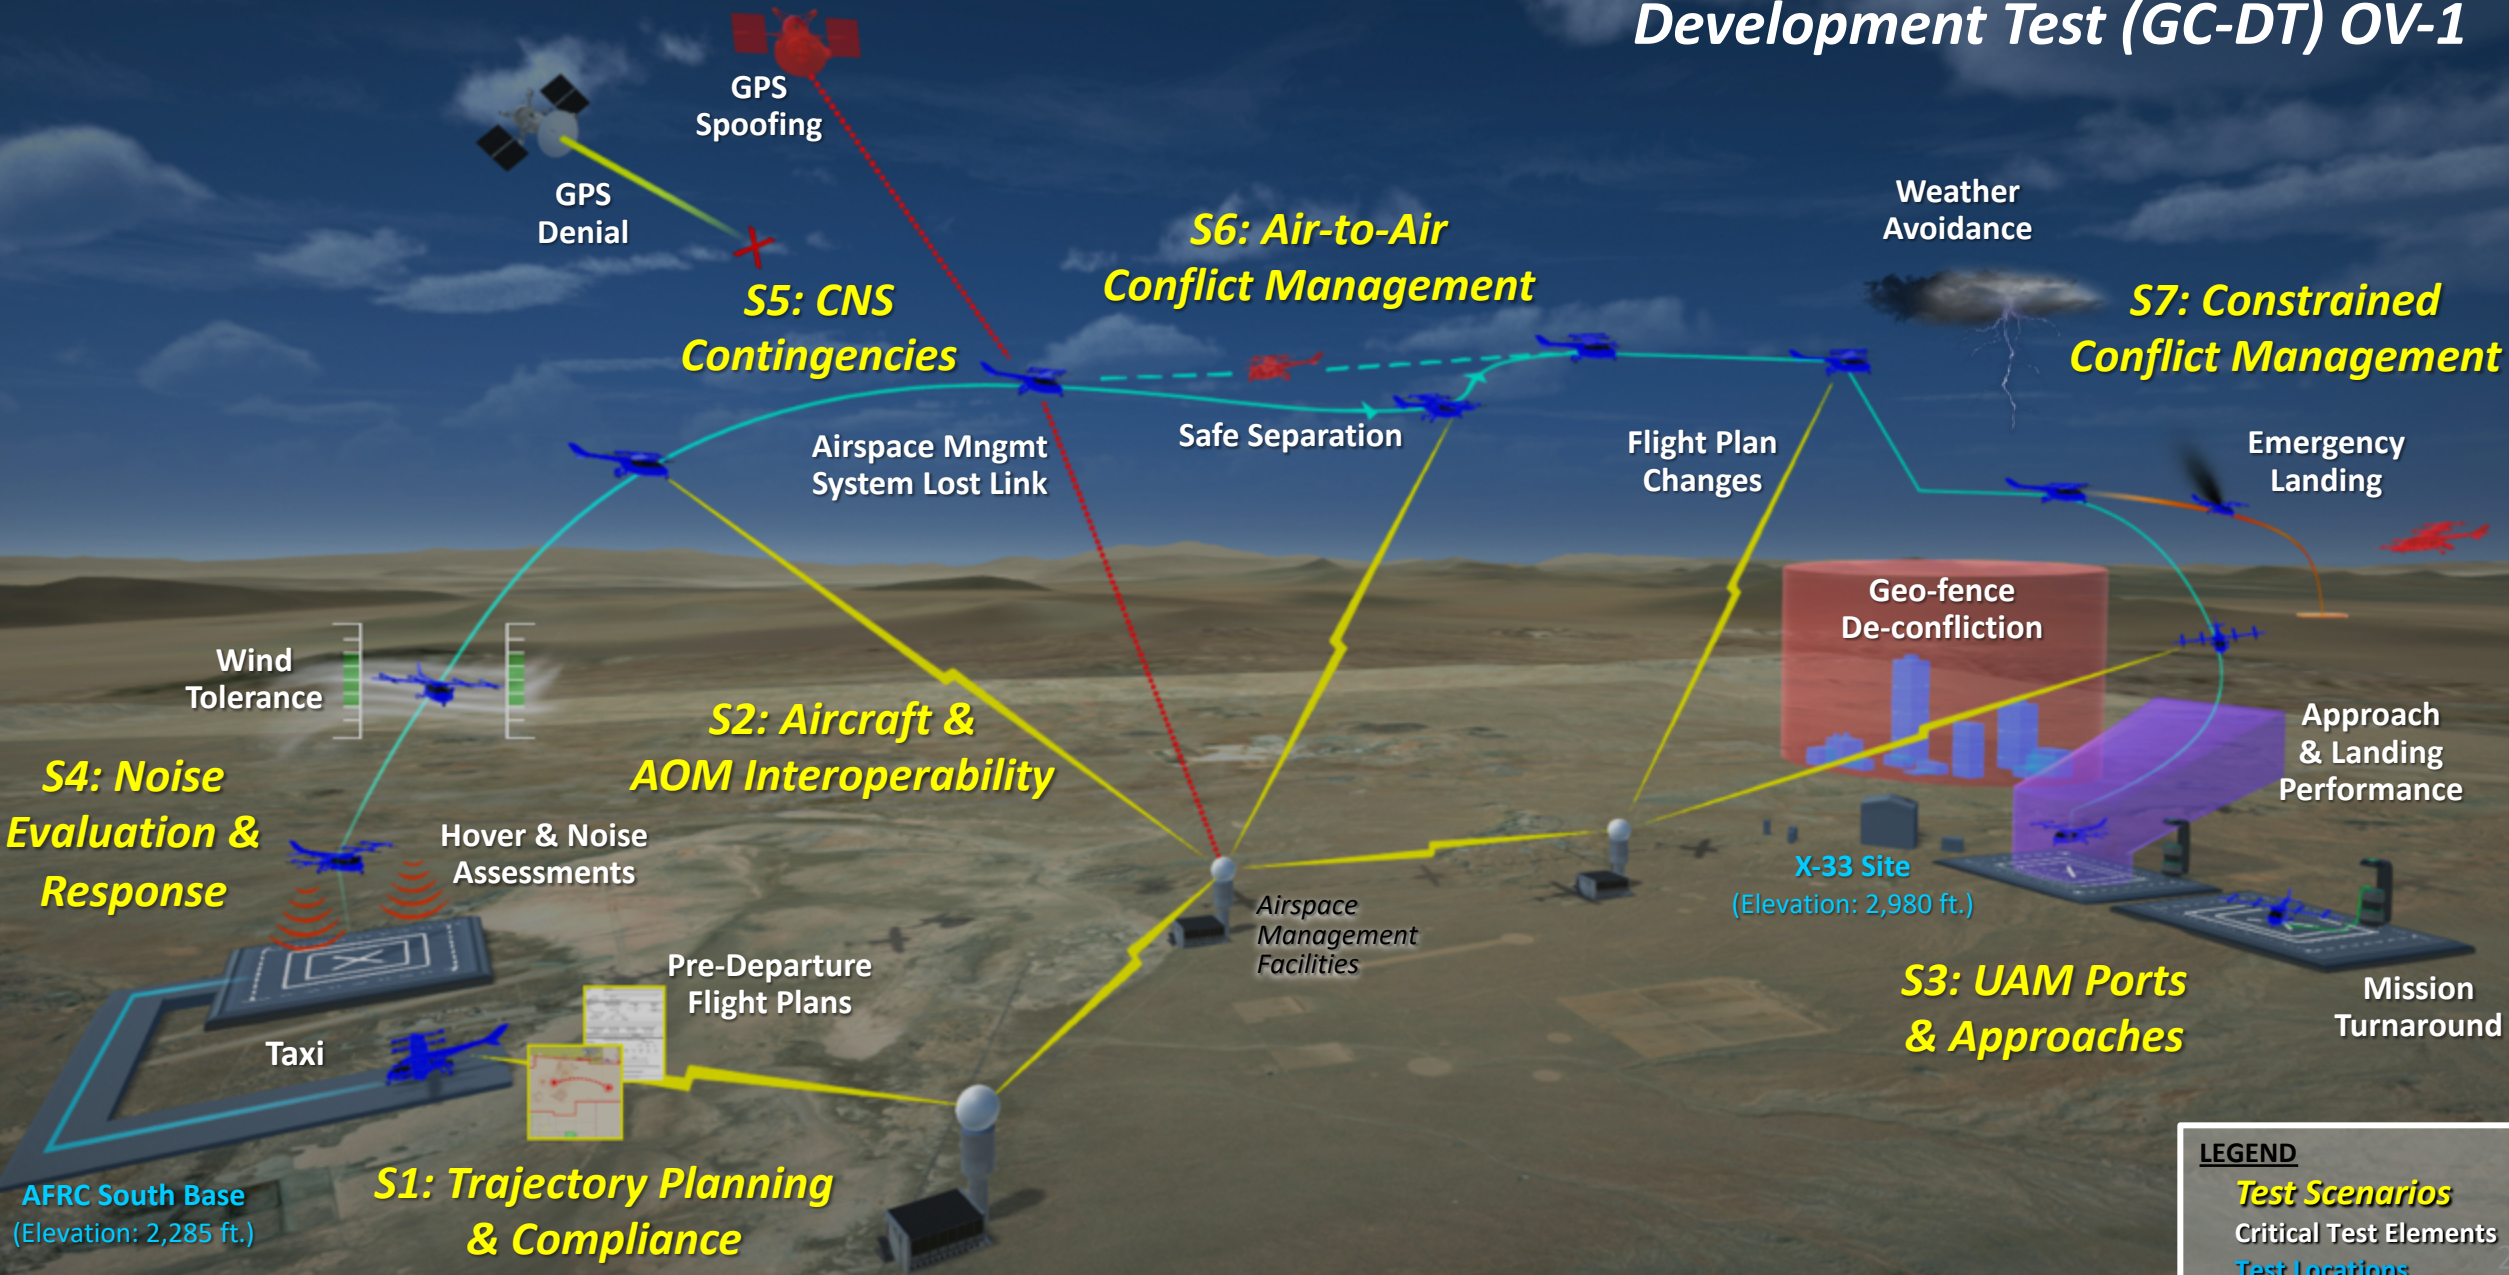 Development Test (GC-DT) OV-1
GPS
Spoofing
GPS
Denial
Weather
Avoidance
S6: Air-to-Air
Conflict Management
S5: CNS
Contingencies
S7: Constrained
Conflict Management
Airspace Mngmt
System Lost Link
Safe Separation
Flight Plan
Changes
Emergency
Landing
Geo-fence
De-confliction
Wind
Tolerance
S2: Aircraft &
AOM Interoperability
Approach
& Landing
Performance
S4: Noise
Evaluation &
Response
Hover & Noise
Assessments
X-33 Site
(Elevation: 2,980 ft.)
Airspace
Management
Facilities
Pre-Departure
Flight Plans
S3: UAM Ports
& Approaches
Mission
Turnaround
Taxi
AFRC South Base
(Elevation: 2,285 ft.)
S1: Trajectory Planning
& Compliance
LEGEND
Test Scenarios
Critical Test Elements
Test Locations
2